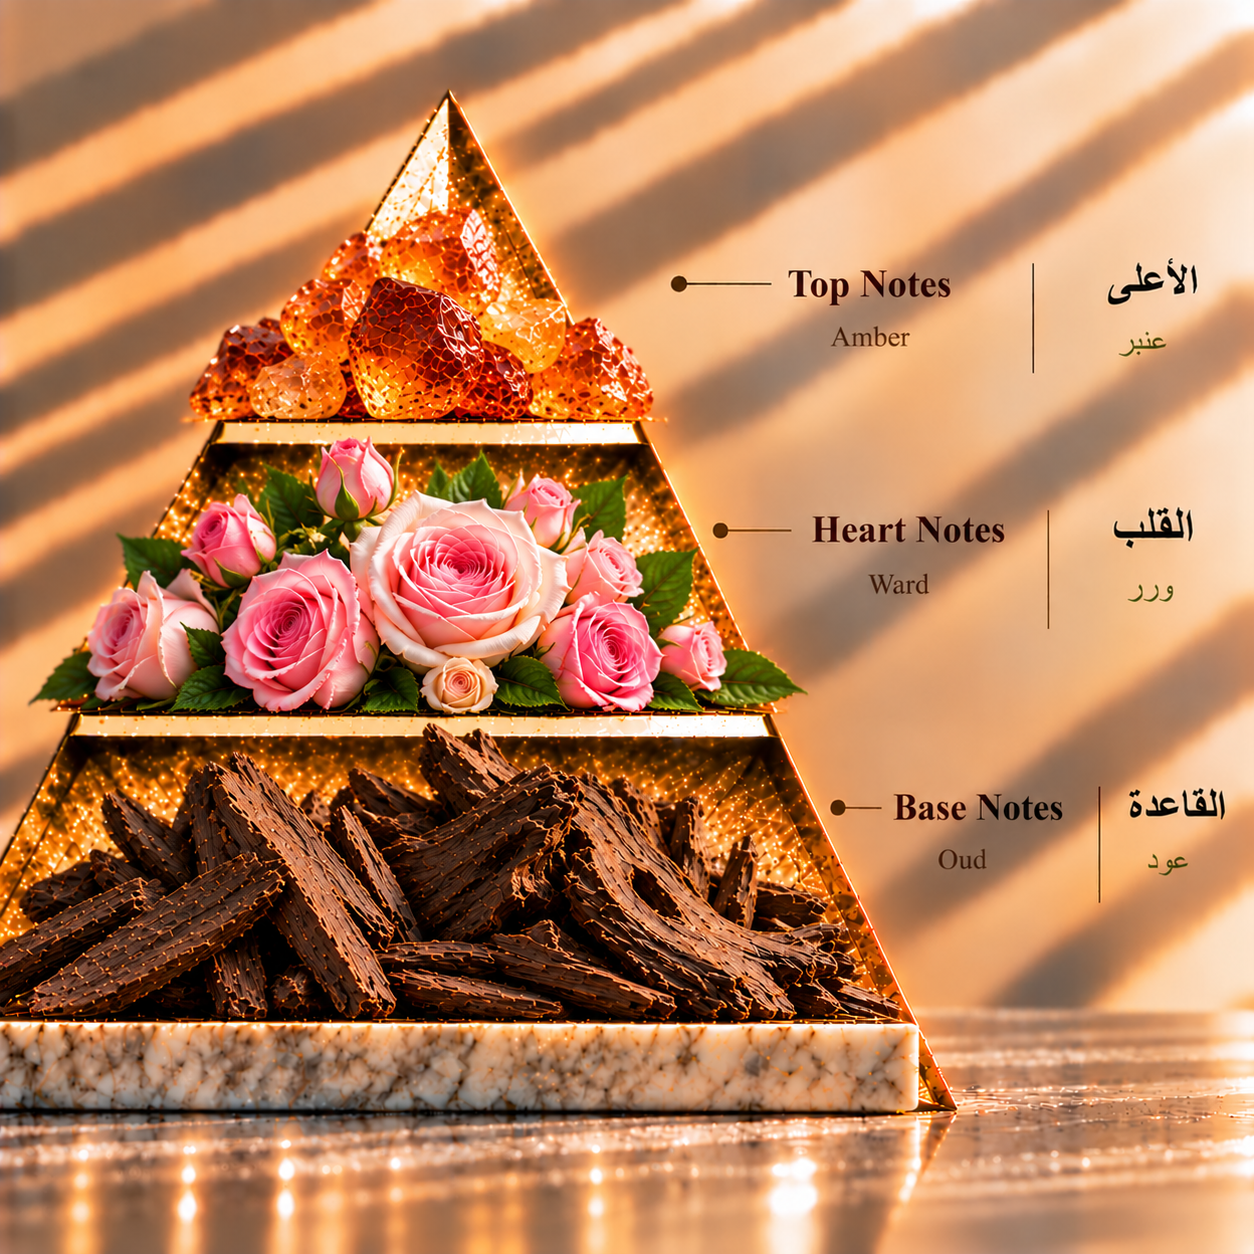 Top Notes
الأعلى
Amber
عنبر
Heart Notes
القلب
Ward
ورر
Base Notes
القاعدة
Oud
عود